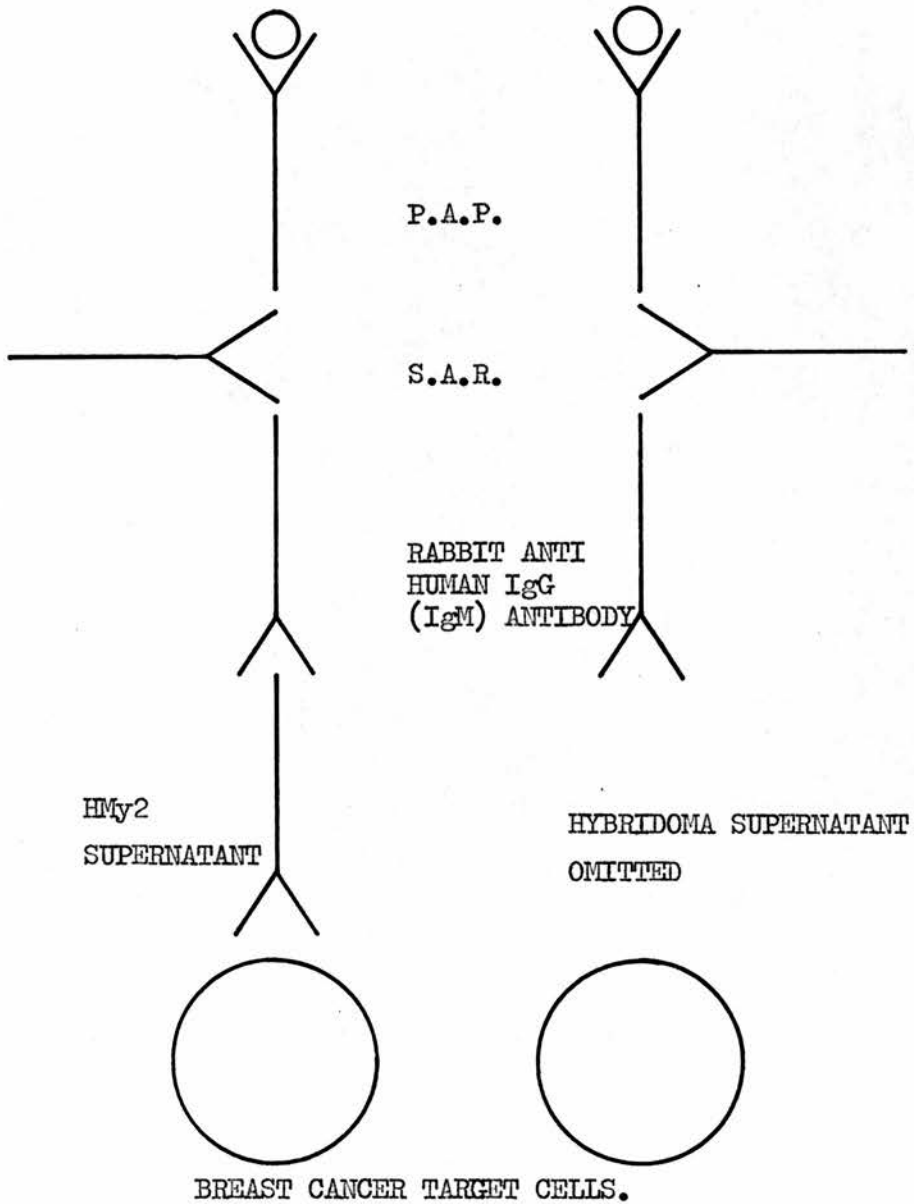 P.A.P.
S.A.R.
RABBIT ANTI
HUMAN IgG
(IgM) ANTIBODY
HMy2
SUPERNATANT
HYBRIDOMA SUPERNATANT
OMITTED
BREAST CANCER TARGET CELLS.